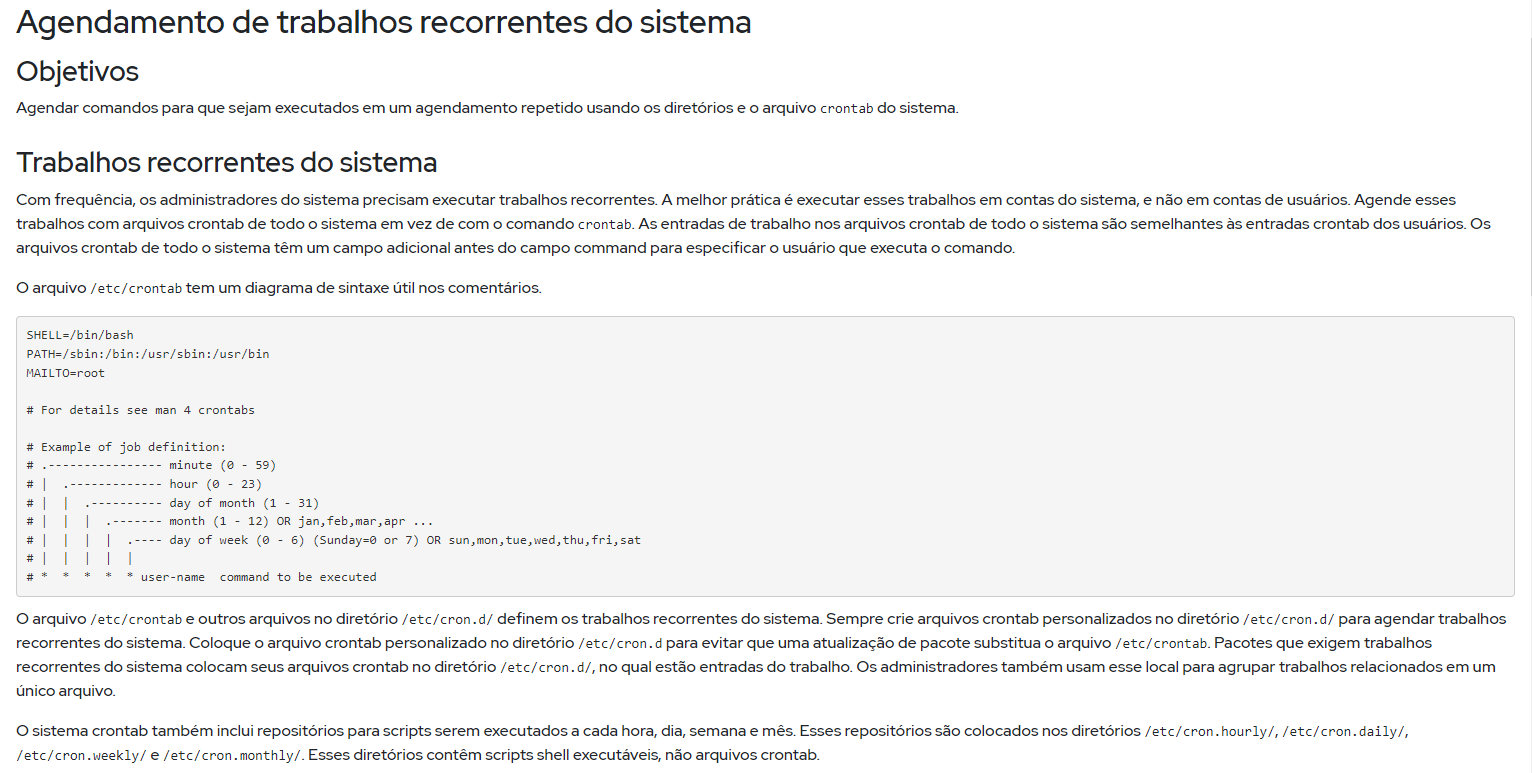 Agendamento de trabalhos recorrentes do sistema
Objetivos
Agendar comandos para que sejam executados em um agendamento repetido usando os diretórios e o arquivo crontab do sistema.
Trabalhos recorrentes do sistema
Com frequência, os administradores do sistema precisam executar trabalhos recorrentes. A melhor prática é executar esses trabalhos em contas do sistema, e não em contas de usuários. Agende esses
trabalhos com arquivos crontab de todo o sistema em vez de com o comando crontab. As entradas de trabalho nos arquivos crontab de todo o sistema são semelhantes às entradas crontab dos usuários. Os
arquivos crontab de todo o sistema têm um campo adicional antes do campo command para especificar o usuário que executa o comando.
O arquivo /etc/crontab tem um diagrama de sintaxe útil nos comentários.
SHELL=/bin/bash
PATH=/sbin:/bin:/usr/sbin:/usr/bin
MAILTO=root
# For details see man 4 crontabs
# Example of job definition:
# .---------------- minute (0 - 59)
# |  .------------- hour (0 - 23)
# |  |  .---------- day of month (1 - 31)
# |  |  |  .------- month (1 - 12) OR jan,feb,mar,apr ...
# |  |  |  |  .---- day of week (0 - 6) (Sunday=0 or 7) OR sun,mon,tue,wed,thu,fri,sat
# |  |  |  |  |
# *  *  *  *  * user-name  command to be executed
O arquivo /etc/crontab e outros arquivos no diretório /etc/cron.d/ definem os trabalhos recorrentes do sistema. Sempre crie arquivos crontab personalizados no diretório /etc/cron.d/ para agendar trabalhos
recorrentes do sistema. Coloque o arquivo crontab personalizado no diretório /etc/cron.d para evitar que uma atualização de pacote substitua o arquivo /etc/crontab. Pacotes que exigem trabalhos
recorrentes do sistema colocam seus arquivos crontab no diretório /etc/cron.d/, no qual estão entradas do trabalho. Os administradores também usam esse local para agrupar trabalhos relacionados em um
único arquivo.
O sistema crontab também inclui repositórios para scripts serem executados a cada hora, dia, semana e mês. Esses repositórios são colocados nos diretórios /etc/cron.hourly/, /etc/cron.daily/,
/etc/cron.weekly/ e /etc/cron.monthly/. Esses diretórios contêm scripts shell executáveis, não arquivos crontab.